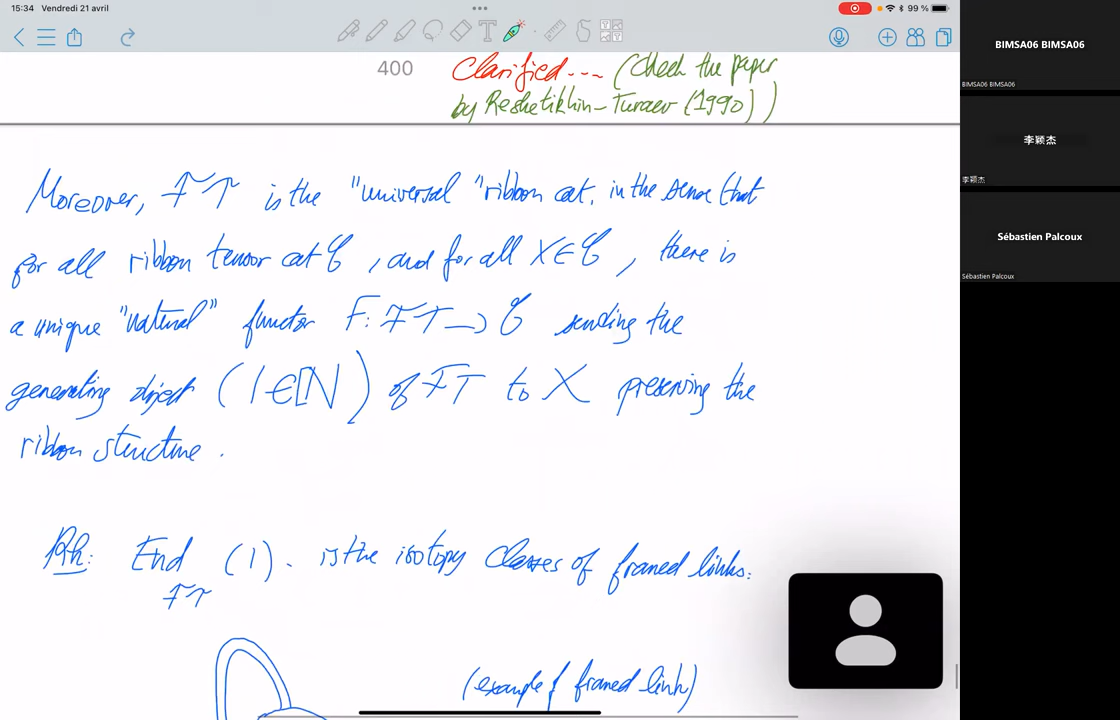 15:34 Vendredi 21 avril
99 %
BIMSA06 BIMSA06
BIMSA06 BIMSA06
李颖杰
李颖杰
Sébastien Palcoux
Sébastien Palcoux
400
Clarified... (Check the paper
by Reshetikhin-Turaev (1990))
Moreover, FT is the "universal" ribbon cat. in the sense that
for all ribbon tensor cat C, and for all X ∈ C, there is
a unique "natural" functor F: FT → C sending the
generating object (1 ∈ ℕ) of FT to X preserving the
ribbon structure.
Rk: End_FT (1). is the isotopy classes of framed links:
(example of framed link)